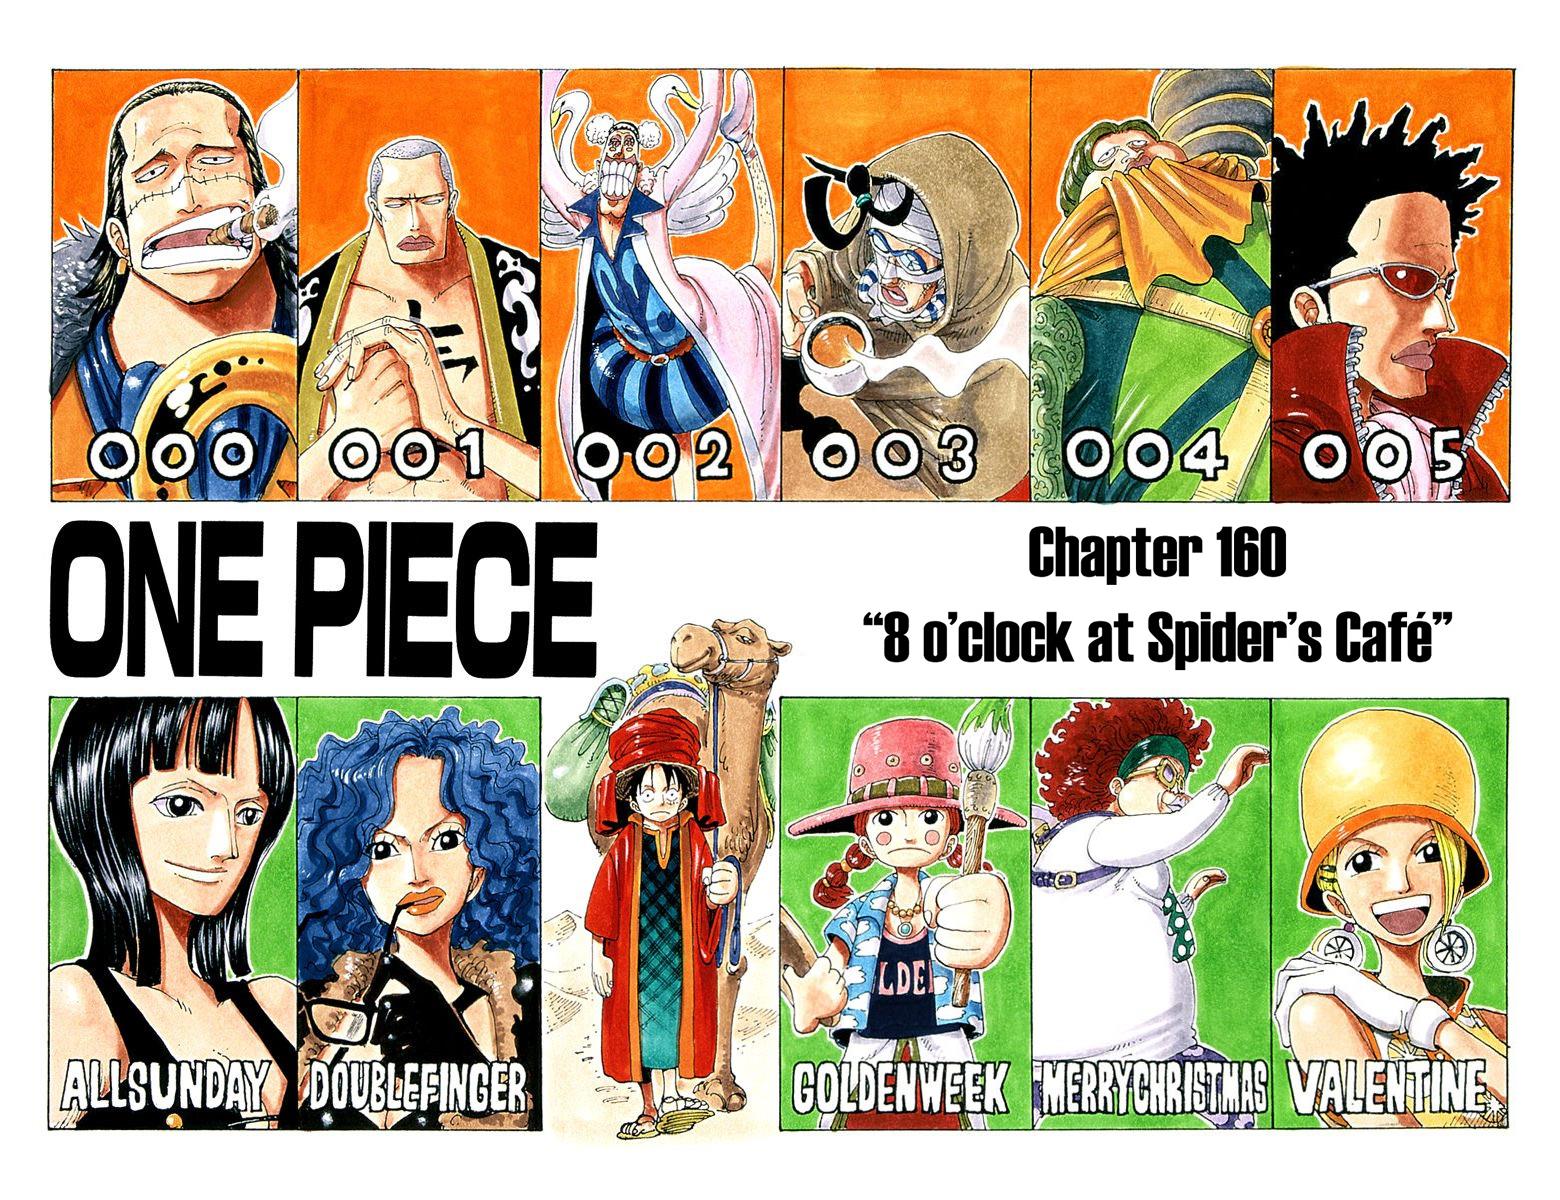 000 001 002 003 004 005
ONE PIECE
Chapter 160
“8 o’clock at Spider’s Café”
LDE
ALLSUNDAY DOUBLEFINGER GOLDENWEEK MERRYCHRISTMAS VALENTINE